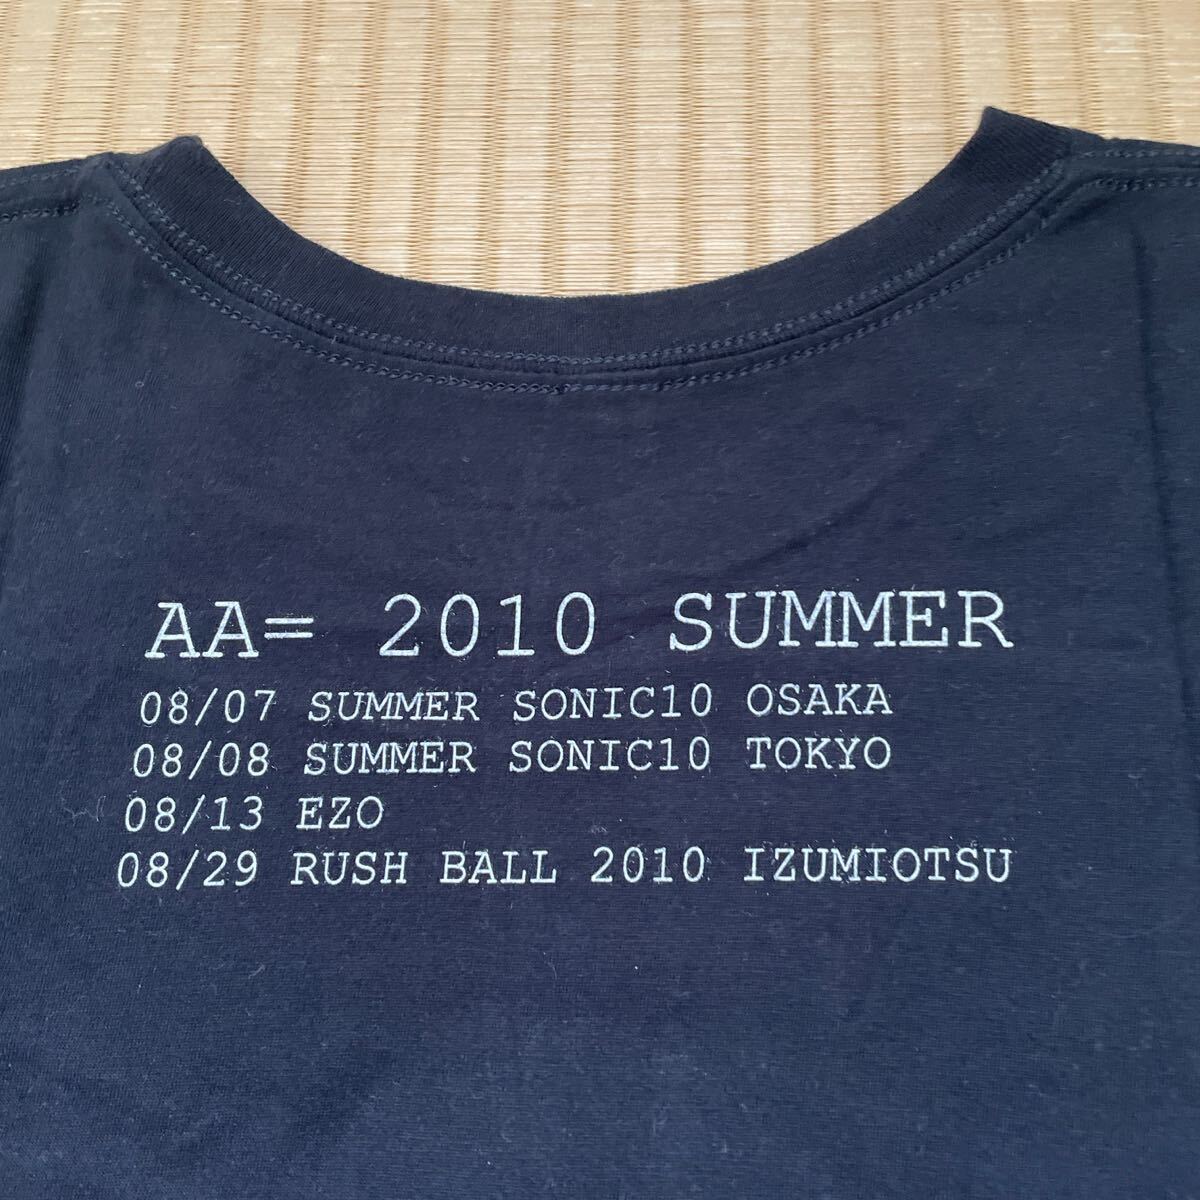 AA= 2010 SUMMER
08/07 SUMMER SONIC10 OSAKA
08/08 SUMMER SONIC10 TOKYO
08/13 EZO
08/29 RUSH BALL 2010 IZUMIOTSU